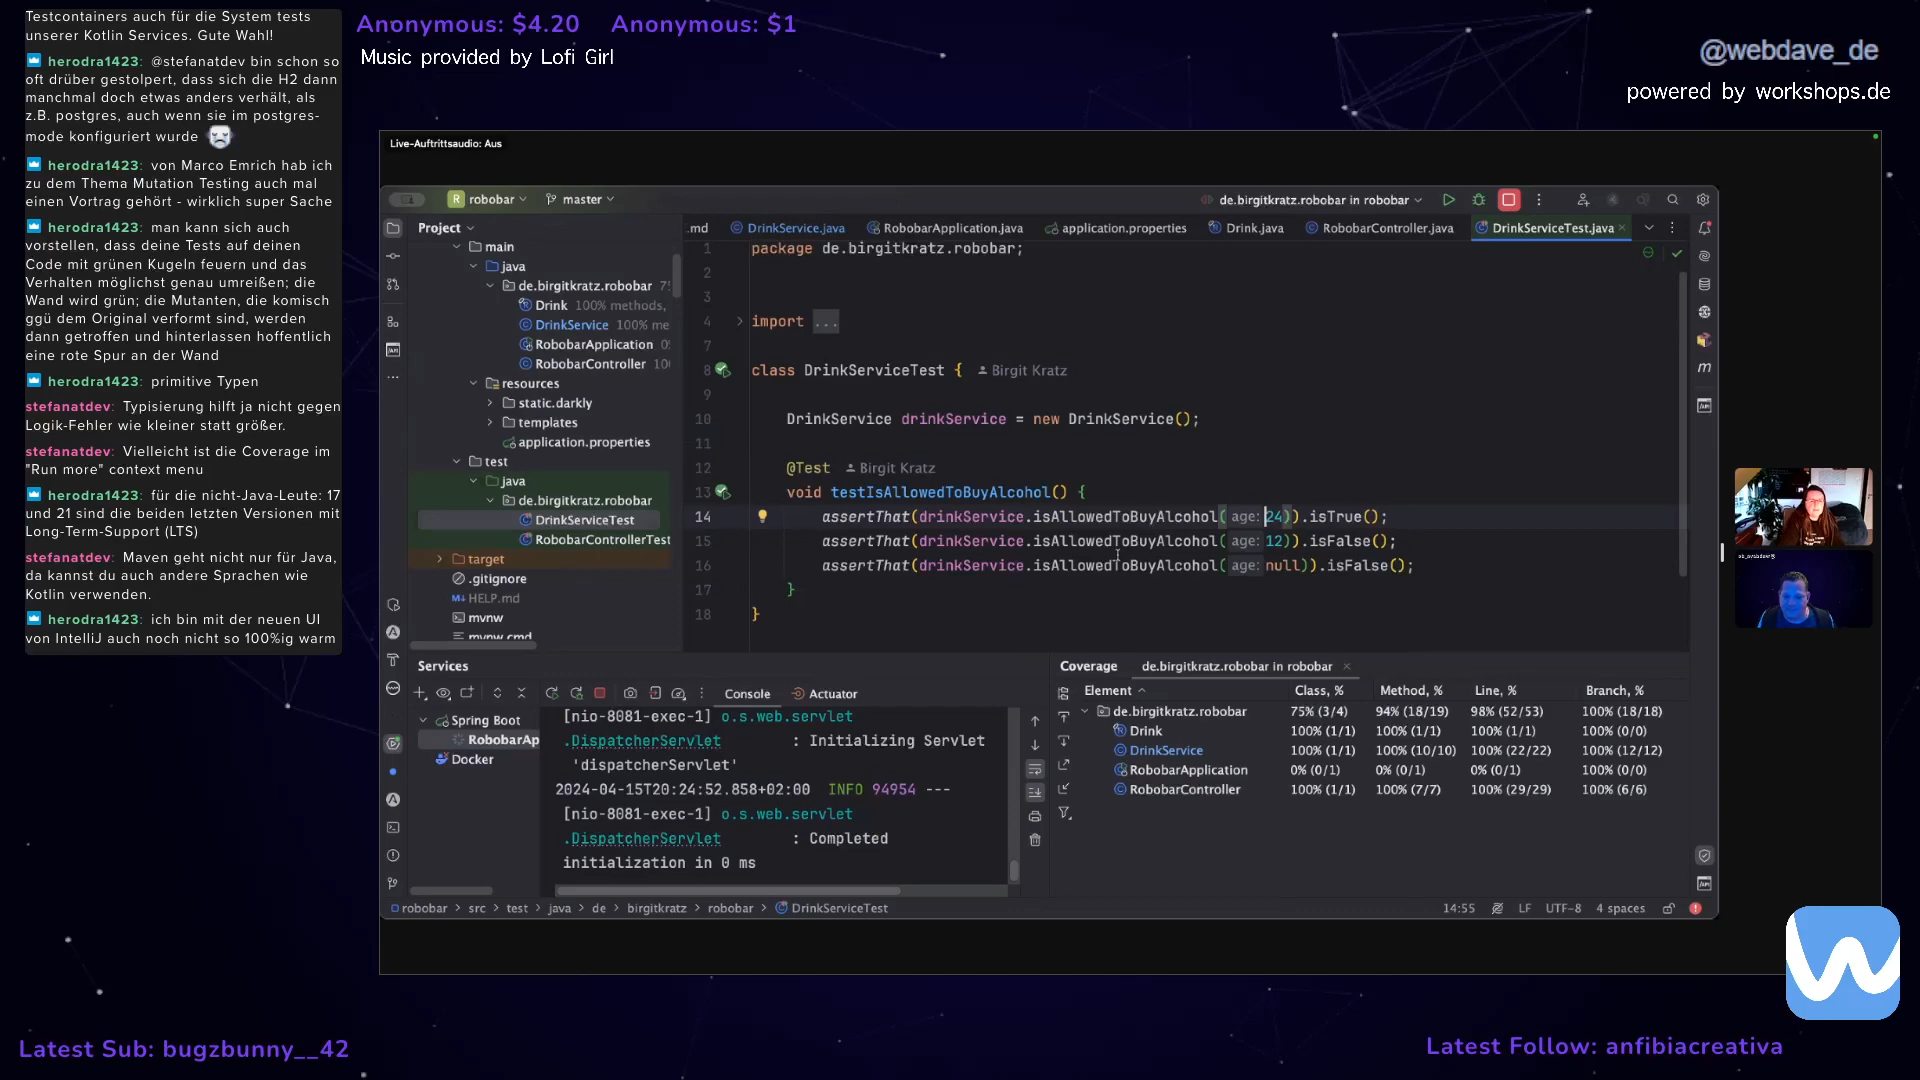 Testcontainers auch für die System tests
unserer Kotlin Services. Gute Wahl!
herodra1423: @stefanatdev bin schon so
oft drüber gestolpert, dass sich die H2 dann
manchmal doch etwas anders verhält, als
z.B. postgres, auch wenn sie im postgres-
mode konfiguriert wurde
herodra1423: von Marco Emrich hab ich
zu dem Thema Mutation Testing auch mal
einen Vortrag gehört - wirklich super Sache
herodra1423: man kann sich auch
vorstellen, dass deine Tests auf deinen
Code mit grünen Kugeln feuern und das
Verhalten möglichst genau umreißen; die
Wand wird grün; die Mutanten, die komisch
ggü dem Original verformt sind, werden
dann getroffen und hinterlassen hoffentlich
eine rote Spur an der Wand
herodra1423: primitive Typen
stefanatdev: Typisierung hilft ja nicht gegen
Logik-Fehler wie kleiner statt größer.
stefanatdev: Vielleicht ist die Coverage im
"Run more" context menu
herodra1423: für die nicht-Java-Leute: 17
und 21 sind die beiden letzten Versionen mit
Long-Term-Support (LTS)
stefanatdev: Maven geht nicht nur für Java,
da kannst du auch andere Sprachen wie
Kotlin verwenden.
herodra1423: ich bin mit der neuen UI
von IntelliJ auch noch nicht so 100%ig warm
Anonymous: $4.20 Anonymous: $1
Music provided by Lofi Girl
@webdave_de
powered by workshops.de
Live-Auftrittsaudio: Aus
R robobar master de.birgitkratz.robobar in robobar
Project
.md DrinkService.java RobobarApplication.java application.properties Drink.java RobobarController.java DrinkServiceTest.java
main
java
de.birgitkratz.robobar
Drink 100% methods,
DrinkService 100% me
RobobarApplication
RobobarController
resources
static.darkly
templates
application.properties
test
java
de.birgitkratz.robobar
DrinkServiceTest
RobobarControllerTest
target
.gitignore
HELP.md
mvnw
mvnw.cmd
1 package de.birgitkratz.robobar;
2
3
4 import ...
7
8 class DrinkServiceTest { Birgit Kratz
9
10 DrinkService drinkService = new DrinkService();
11
12 @Test Birgit Kratz
13 void testIsAllowedToBuyAlcohol() {
14 assertThat(drinkService.isAllowedToBuyAlcohol( age: 24)).isTrue();
15 assertThat(drinkService.isAllowedToBuyAlcohol( age: 12)).isFalse();
16 assertThat(drinkService.isAllowedToBuyAlcohol( age: null)).isFalse();
17 }
18 }
Services
Console Actuator
Spring Boot
RobobarAp
Docker
[nio-8081-exec-1] o.s.web.servlet
.DispatcherServlet : Initializing Servlet
'dispatcherServlet'
2024-04-15T20:24:52.858+02:00 INFO 94954 ---
[nio-8081-exec-1] o.s.web.servlet
.DispatcherServlet : Completed
initialization in 0 ms
Coverage de.birgitkratz.robobar in robobar
Element Class, % Method, % Line, % Branch, %
de.birgitkratz.robobar 75% (3/4) 94% (18/19) 98% (52/53) 100% (18/18)
Drink 100% (1/1) 100% (1/1) 100% (1/1) 100% (0/0)
DrinkService 100% (1/1) 100% (10/10) 100% (22/22) 100% (12/12)
RobobarApplication 0% (0/1) 0% (0/1) 0% (0/1) 100% (0/0)
RobobarController 100% (1/1) 100% (7/7) 100% (29/29) 100% (6/6)
robobar > src > test > java > de > birgitkratz > robobar > DrinkServiceTest
14:55 LF UTF-8 4 spaces
Latest Sub: bugzbunny__42
Latest Follow: anfibiacreativa